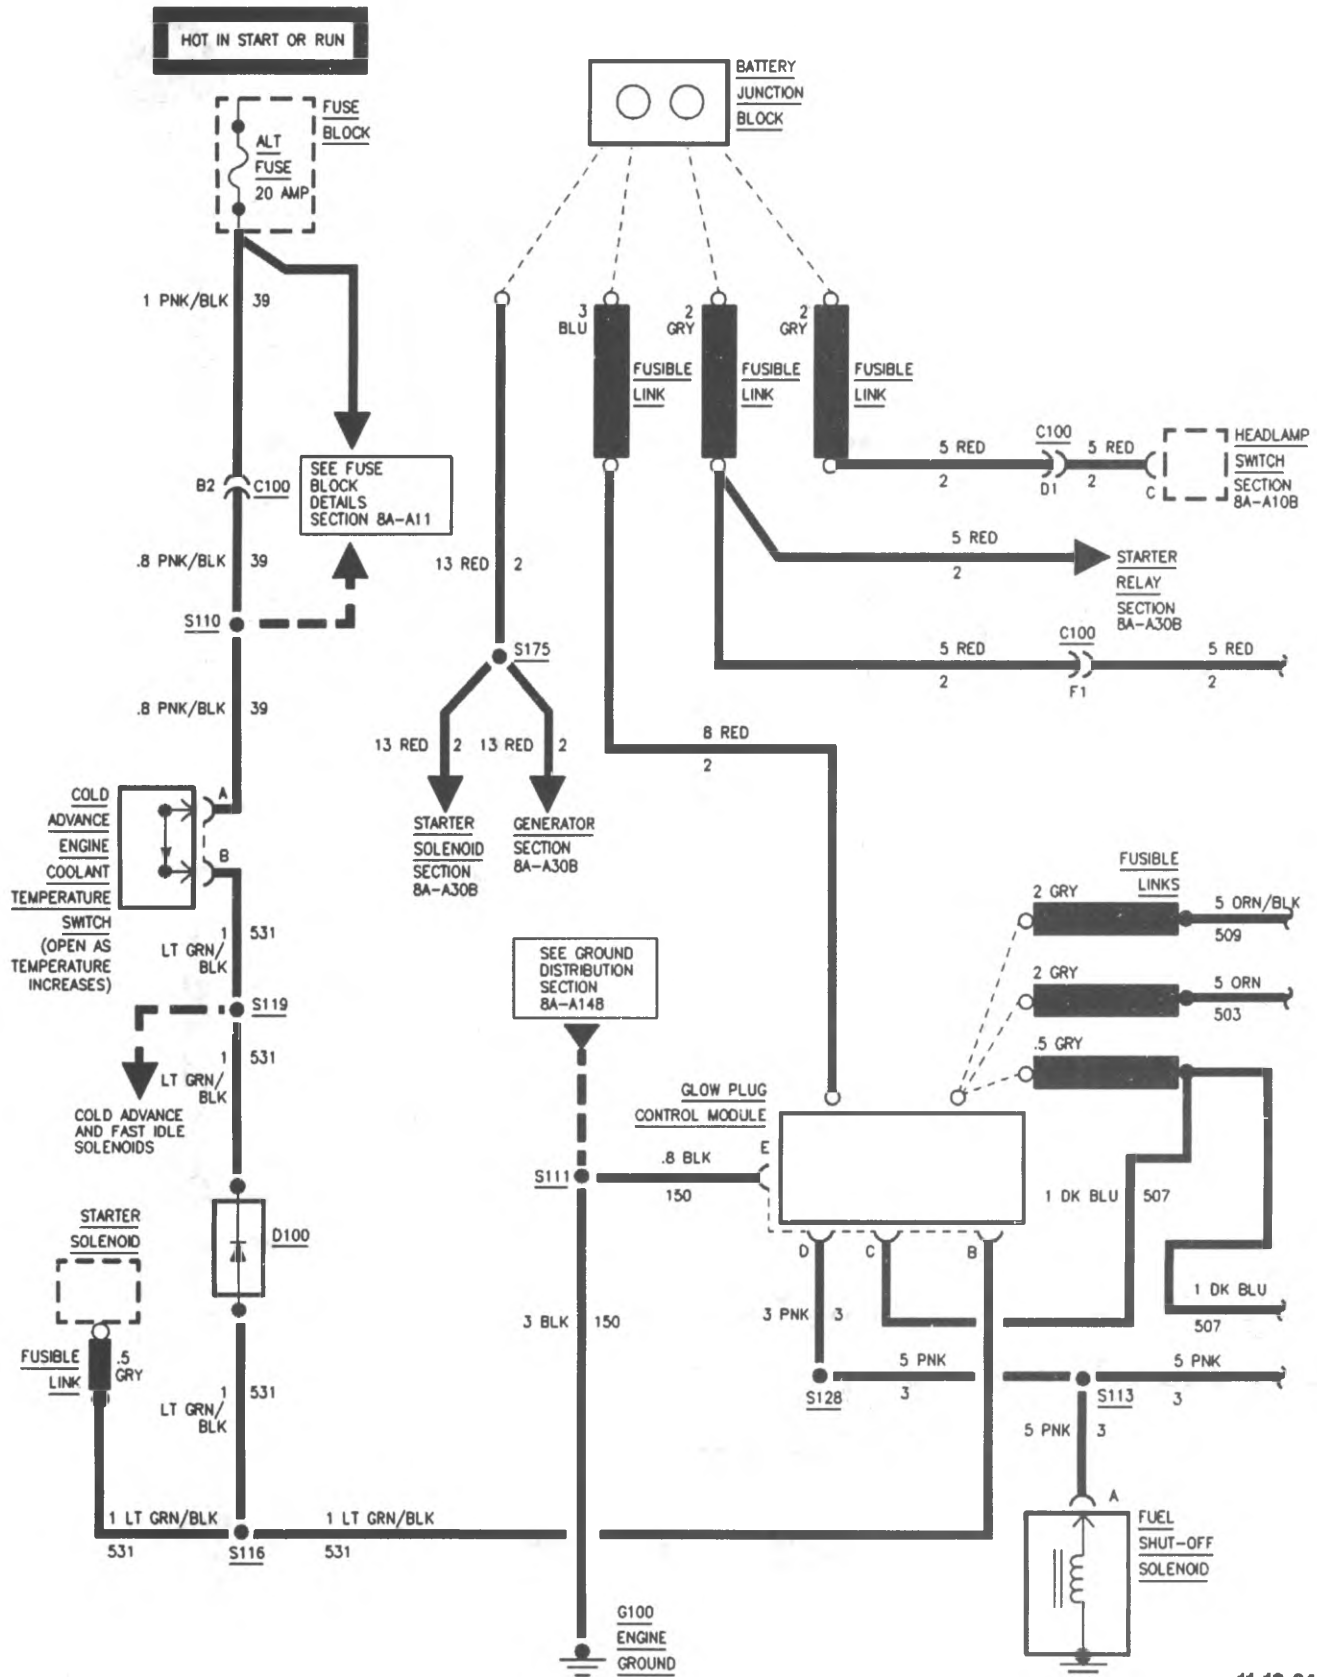 HOT IN START OR RUN
FUSE
BLOCK
ALT
FUSE
20 AMP
BATTERY
JUNCTION
BLOCK
1 PNK/BLK 39
3
BLU
2
GRY
2
GRY
FUSIBLE
LINK
FUSIBLE
LINK
FUSIBLE
LINK
5 RED
2
C100
D1
5 RED
2
C
HEADLAMP
SWITCH
SECTION
8A-A10B
B2 C100
SEE FUSE
BLOCK
DETAILS
SECTION 8A-A11
.8 PNK/BLK 39
13 RED 2
5 RED
2
STARTER
RELAY
SECTION
8A-A30B
S110
S175
5 RED
2
C100
F1
5 RED
2
.8 PNK/BLK 39
13 RED 2
13 RED 2
8 RED
2
STARTER
SOLENOID
SECTION
8A-A30B
GENERATOR
SECTION
8A-A30B
COLD
ADVANCE
ENGINE
COOLANT
TEMPERATURE
SWITCH
(OPEN AS
TEMPERATURE
INCREASES)
A
B
1 531
LT GRN/
BLK
S119
1 531
LT GRN/
BLK
COLD ADVANCE
AND FAST IDLE
SOLENOIDS
SEE GROUND
DISTRIBUTION
SECTION
8A-A14B
FUSIBLE
LINKS
2 GRY
5 ORN/BLK
509
2 GRY
5 ORN
503
.5 GRY
GLOW PLUG
CONTROL MODULE
E
.8 BLK
150
S111
1 DK BLU 507
D C B
1 DK BLU
507
STARTER
SOLENOID
D100
FUSIBLE
LINK
.5
GRY
1 531
LT GRN/
BLK
3 BLK 150
3 PNK 3
S128
5 PNK
3
S113
5 PNK
3
5 PNK 3
A
FUEL
SHUT-OFF
SOLENOID
1 LT GRN/BLK
531
S116
1 LT GRN/BLK
531
G100
ENGINE
GROUND